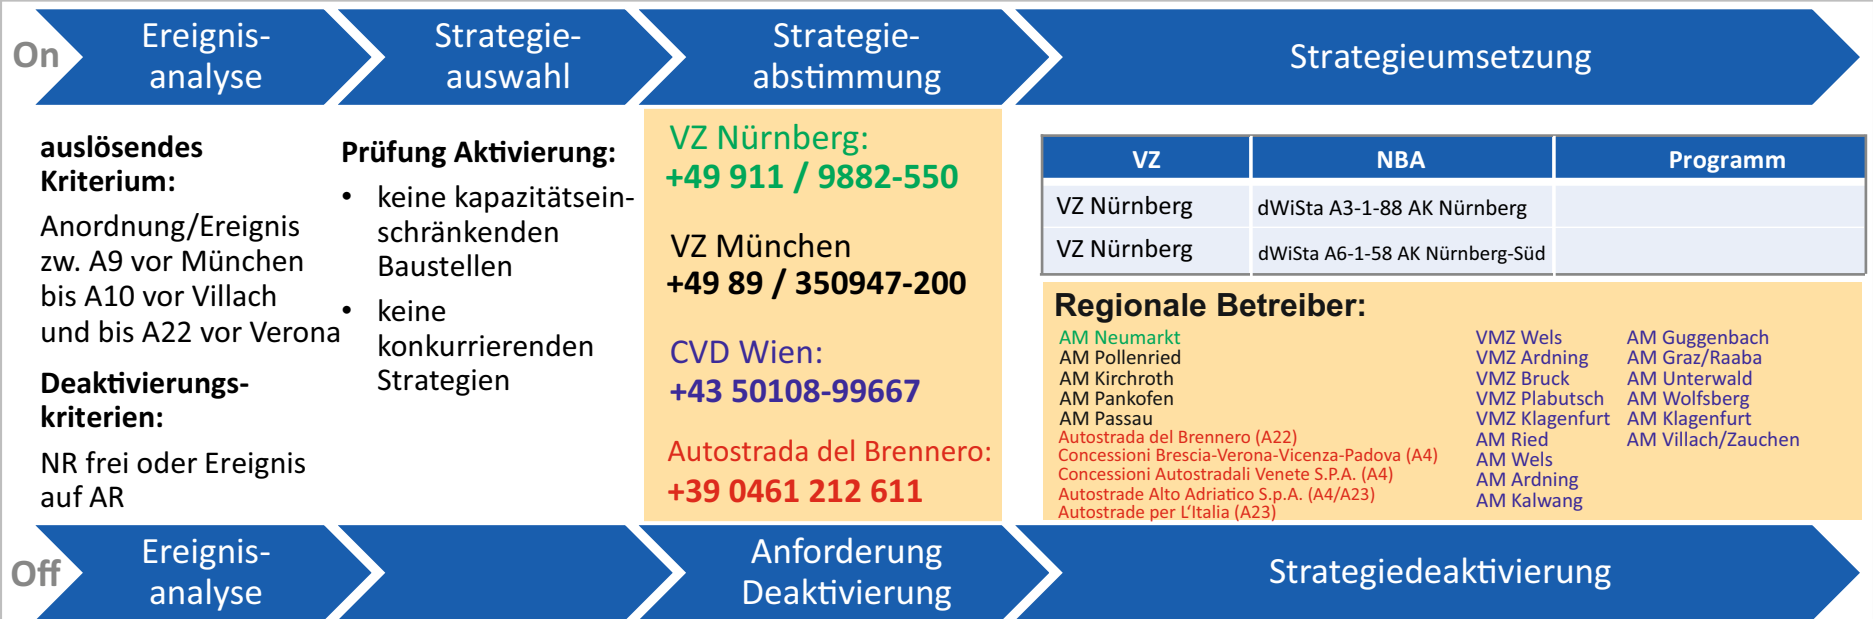 On
Ereignis-
analyse
Strategie-
auswahl
Strategie-
abstimmung
Strategieumsetzung
auslösendes
Kriterium:
Anordnung/Ereignis
zw. A9 vor München
bis A10 vor Villach
und bis A22 vor Verona
Deaktivierungs-
kriterien:
NR frei oder Ereignis
auf AR
Prüfung Aktivierung:
• keine kapazitätsein-
schränkenden
Baustellen
• keine
konkurrierenden
Strategien
VZ Nürnberg:
+49 911 / 9882-550
VZ München
+49 89 / 350947-200
CVD Wien:
+43 50108-99667
Autostrada del Brennero:
+39 0461 212 611
VZ NBA Programm
VZ Nürnberg dWiSta A3-1-88 AK Nürnberg
VZ Nürnberg dWiSta A6-1-58 AK Nürnberg-Süd
Regionale Betreiber:
AM Neumarkt
AM Pollenried
AM Kirchroth
AM Pankofen
AM Passau
Autostrada del Brennero (A22)
Concessioni Brescia-Verona-Vicenza-Padova (A4)
Concessioni Autostradali Venete S.P.A. (A4)
Autostrade Alto Adriatico S.p.A. (A4/A23)
Autostrade per L'Italia (A23)
VMZ Wels
VMZ Ardning
VMZ Bruck
VMZ Plabutsch
VMZ Klagenfurt
AM Ried
AM Wels
AM Ardning
AM Kalwang
AM Guggenbach
AM Graz/Raaba
AM Unterwald
AM Wolfsberg
AM Klagenfurt
AM Villach/Zauchen
Off
Ereignis-
analyse
Anforderung
Deaktivierung
Strategiedeaktivierung